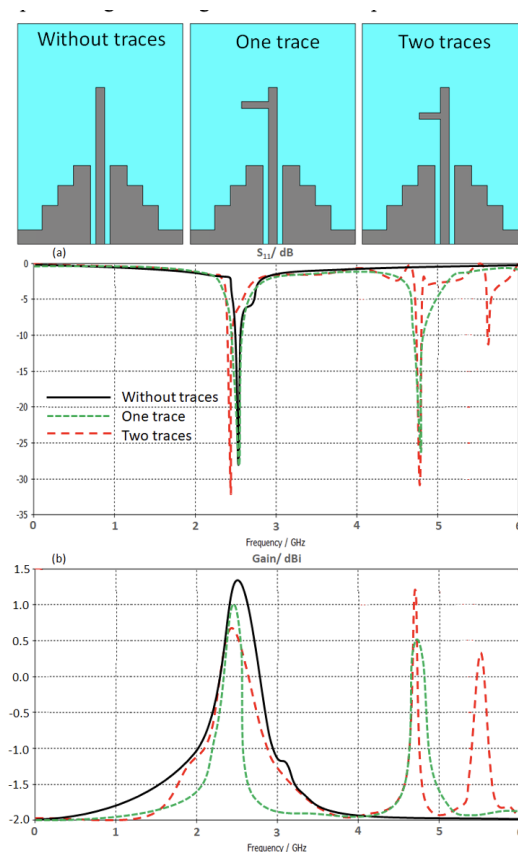 Without traces One trace Two traces
(a) S₁₁/ dB
0
-5
-10
-15
-20
-25
-30
-35
Without traces
One trace
Two traces
0 1 2 3 4 5 6
Frequency / GHz
(b) Gain/ dBi
1.5
1.0
0.5
0.0
-0.5
-1.0
-1.5
-2.0
0 1 2 3 4 5 6
Frequency / GHz